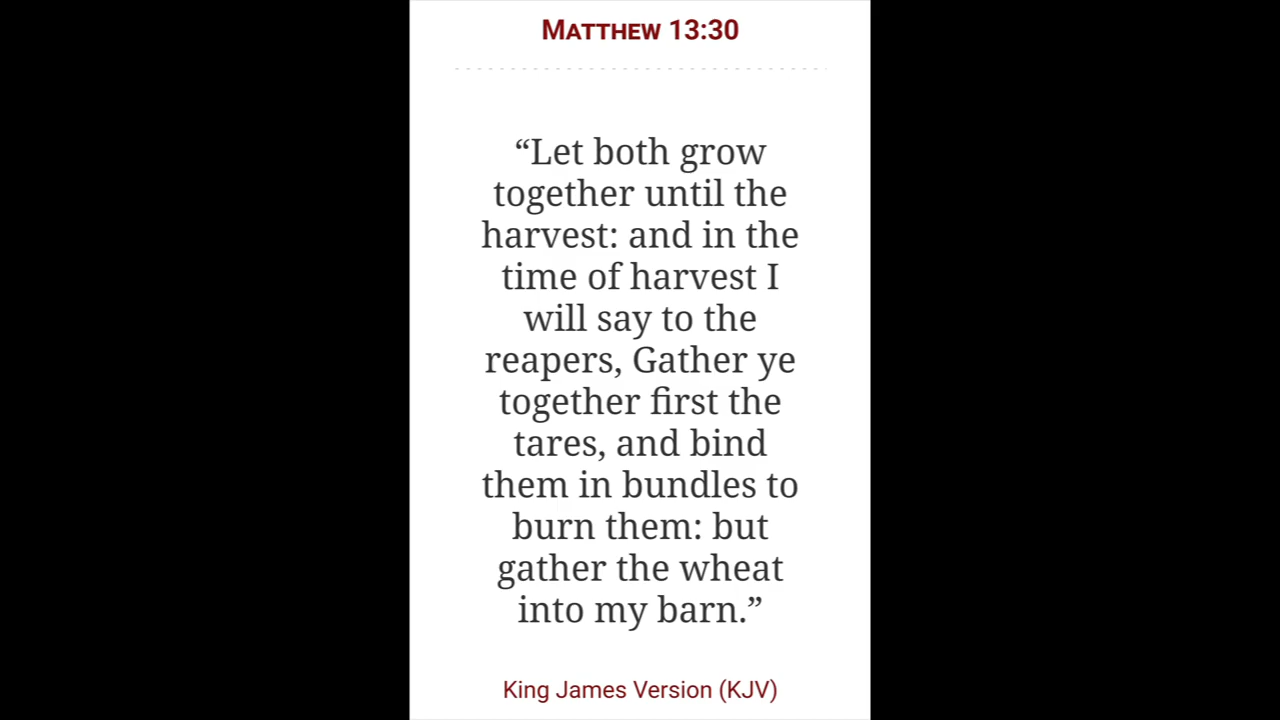 MATTHEW 13:30
“Let both grow
together until the
harvest: and in the
time of harvest I
will say to the
reapers, Gather ye
together first the
tares, and bind
them in bundles to
burn them: but
gather the wheat
into my barn.”
King James Version (KJV)